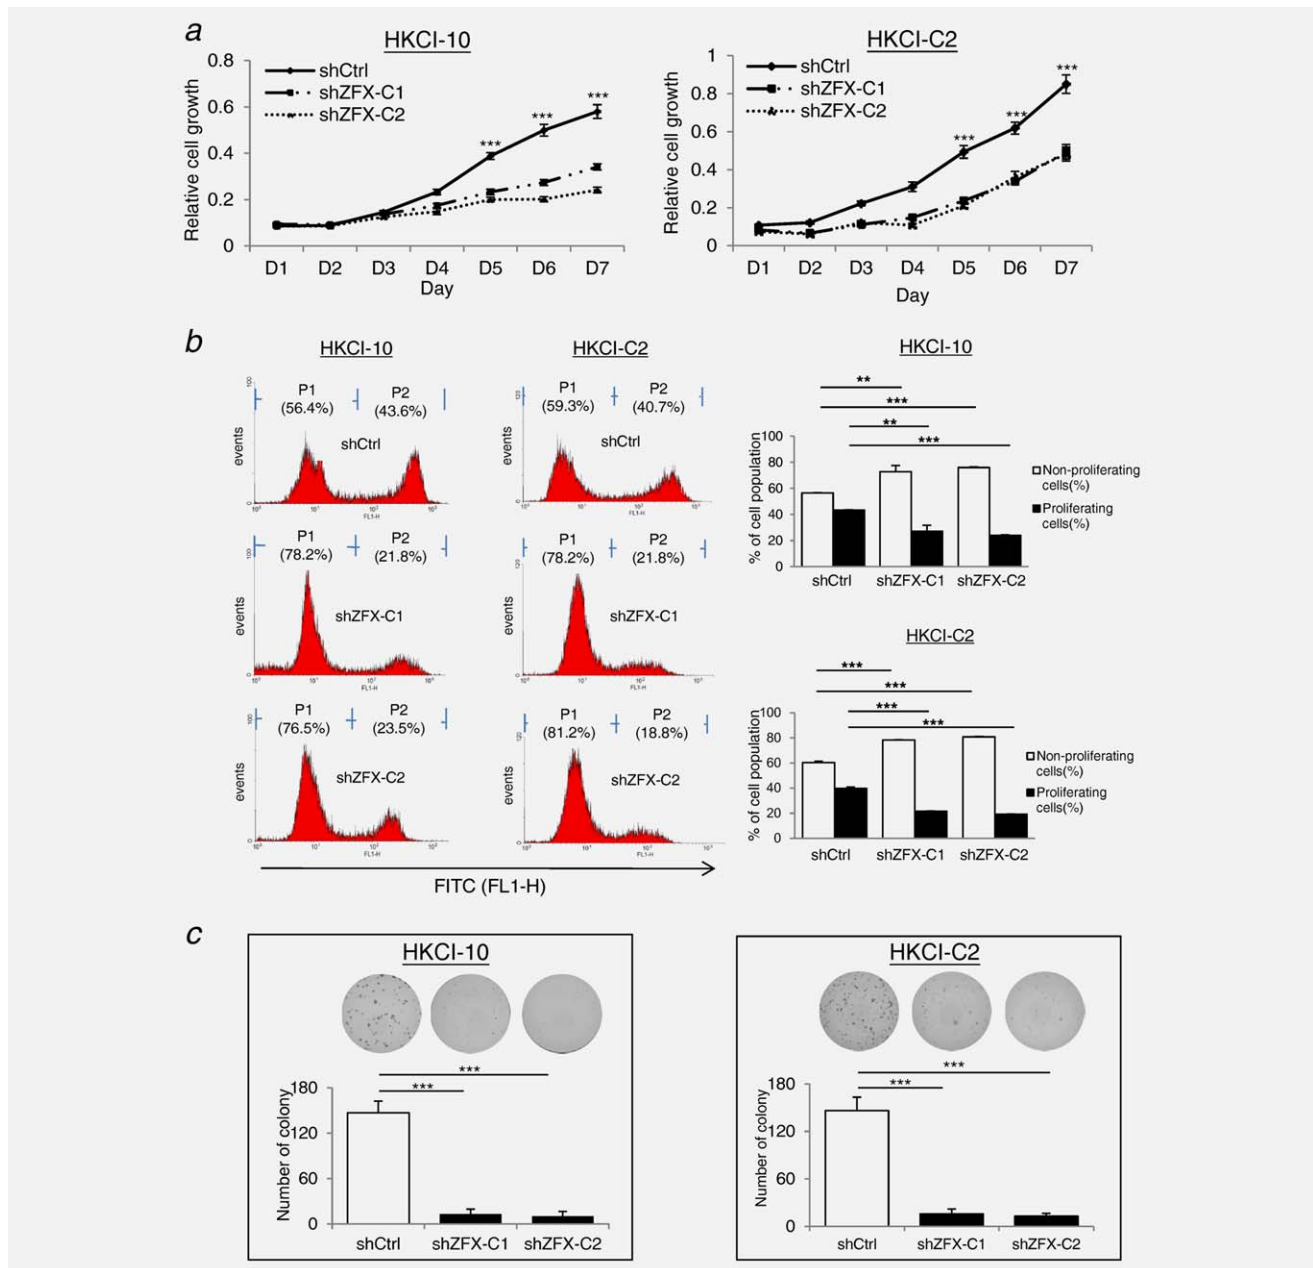 a
HKCI-10
0.8
0.6
0.4
0.2
0
Relative cell growth
shCtrl
shZFX-C1
shZFX-C2
***
***
***
D1 D2 D3 D4 D5 D6 D7
Day
HKCI-C2
1
0.8
0.6
0.4
0.2
0
Relative cell growth
shCtrl
shZFX-C1
shZFX-C2
***
***
***
D1 D2 D3 D4 D5 D6 D7
Day
b
HKCI-10
P1 P2
(56.4%) (43.6%)
shCtrl
events
FL1-H
P1 P2
(78.2%) (21.8%)
shZFX-C1
events
FL1-H
P1 P2
(76.5%) (23.5%)
shZFX-C2
events
FL1-H
HKCI-C2
P1 P2
(59.3%) (40.7%)
shCtrl
events
FL1-H
P1 P2
(78.2%) (21.8%)
shZFX-C1
events
FL1-H
P1 P2
(81.2%) (18.8%)
shZFX-C2
events
FL1-H
FITC (FL1-H)
HKCI-10
**
***
**
***
100
80
60
40
20
0
% of cell population
Non-proliferating
cells(%)
Proliferating
cells(%)
shCtrl shZFX-C1 shZFX-C2
HKCI-C2
***
***
***
***
100
80
60
40
20
0
% of cell population
Non-proliferating
cells(%)
Proliferating
cells(%)
shCtrl shZFX-C1 shZFX-C2
c
HKCI-10
***
***
180
120
60
0
Number of colony
shCtrl shZFX-C1 shZFX-C2
HKCI-C2
***
***
180
120
60
0
Number of colony
shCtrl shZFX-C1 shZFX-C2